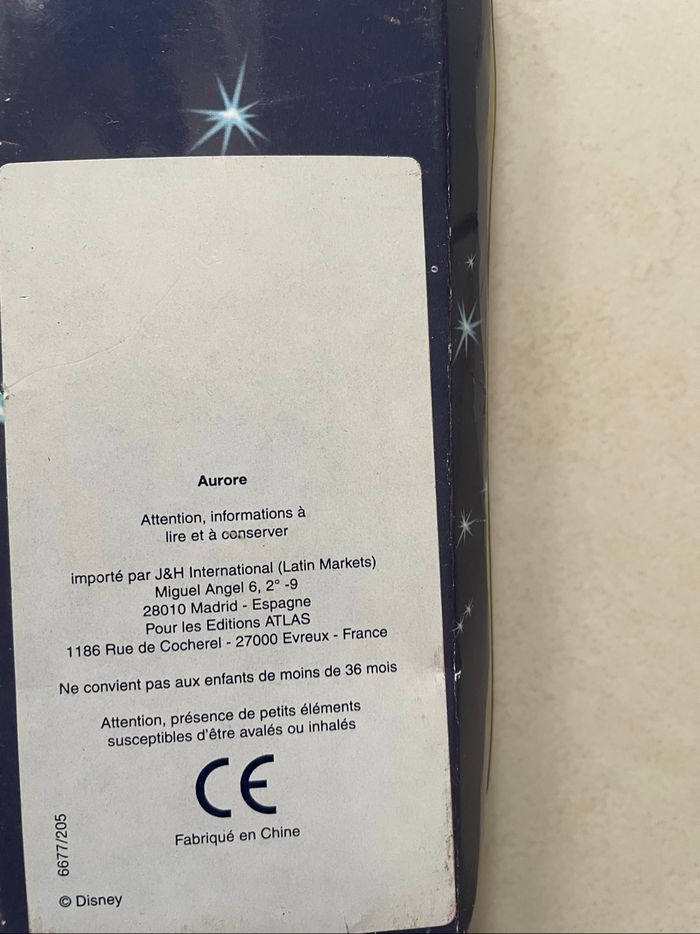 Aurore
Attention, informations à
lire et à conserver
importé par J&H International (Latin Markets)
Miguel Angel 6, 2° -9
28010 Madrid - Espagne
Pour les Editions ATLAS
1186 Rue de Cocherel - 27000 Evreux - France
Ne convient pas aux enfants de moins de 36 mois
Attention, présence de petits éléments
susceptibles d'être avalés ou inhalés
CE
Fabriqué en Chine
6677/205
© Disney